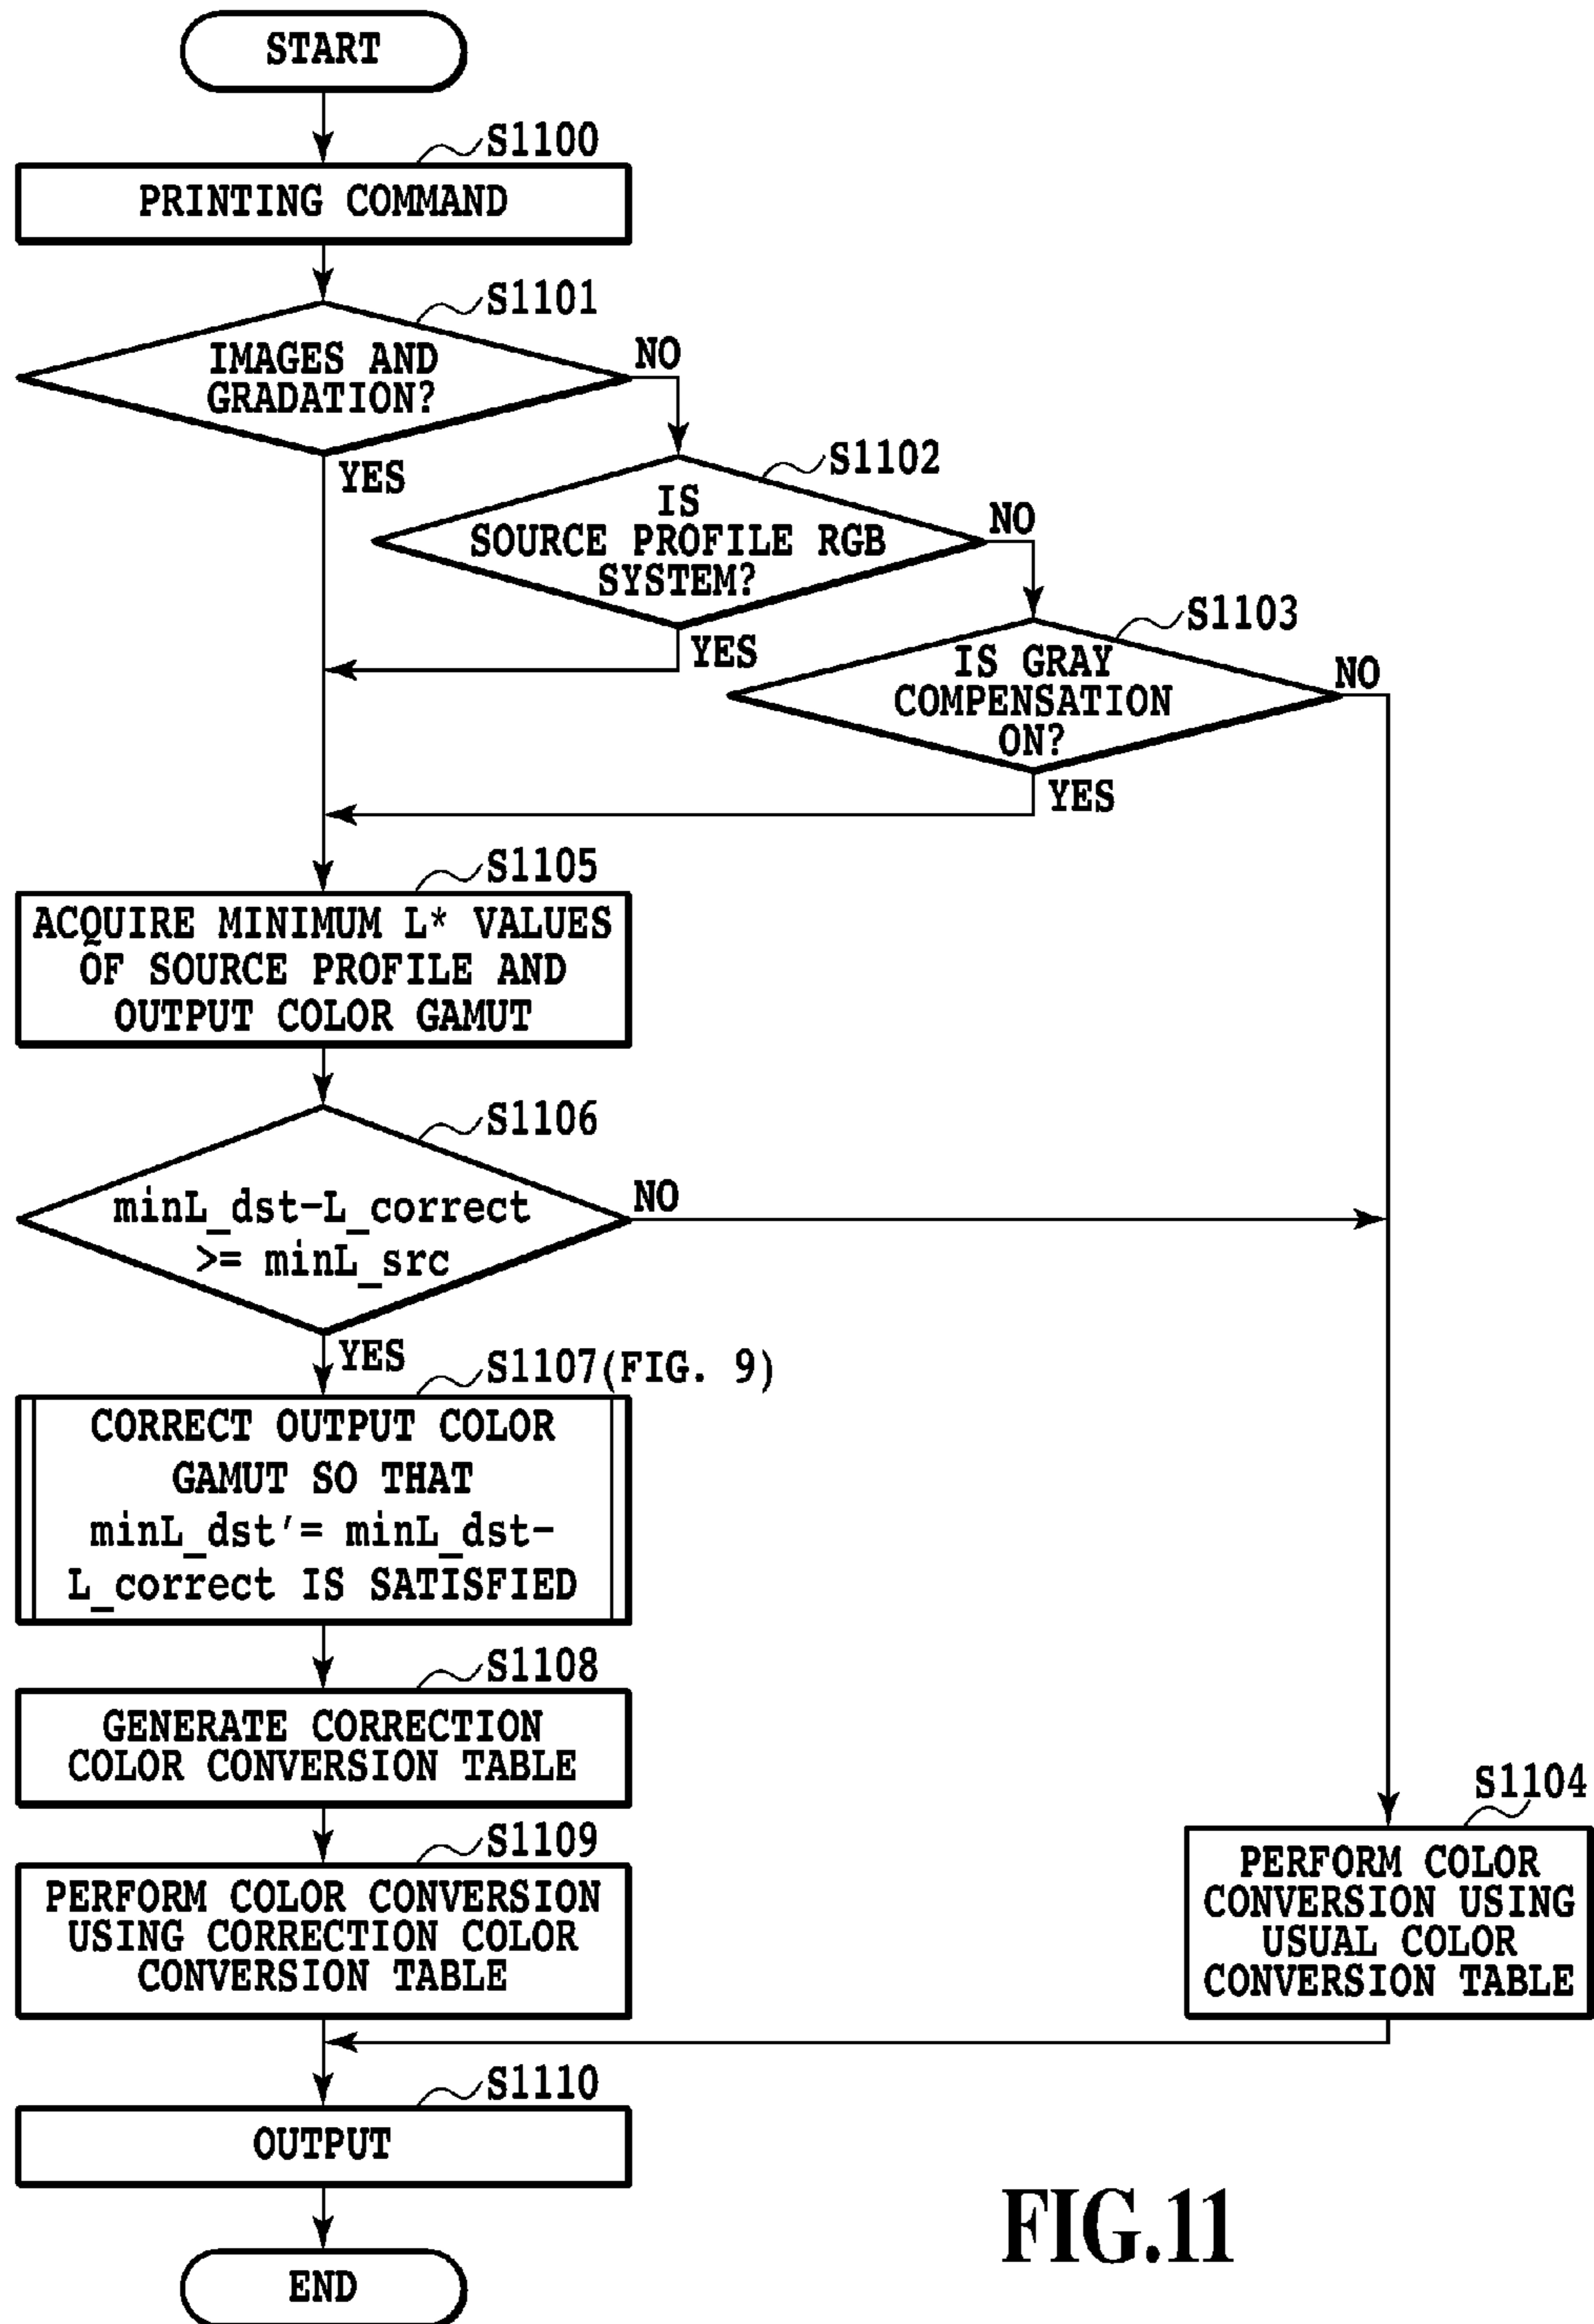 START
S1100
PRINTING COMMAND
S1101
IMAGES AND
GRADATION?
NO
YES
S1102
IS
SOURCE PROFILE RGB
SYSTEM?
NO
YES
S1103
IS GRAY
COMPENSATION
ON?
NO
YES
S1105
ACQUIRE MINIMUM L* VALUES
OF SOURCE PROFILE AND
OUTPUT COLOR GAMUT
S1106
minL_dst-L_correct
>= minL_src
NO
YES
S1107(FIG. 9)
CORRECT OUTPUT COLOR
GAMUT SO THAT
minL_dst'= minL_dst-
L_correct IS SATISFIED
S1108
GENERATE CORRECTION
COLOR CONVERSION TABLE
S1109
PERFORM COLOR CONVERSION
USING CORRECTION COLOR
CONVERSION TABLE
S1104
PERFORM COLOR
CONVERSION USING
USUAL COLOR
CONVERSION TABLE
S1110
OUTPUT
END
FIG.11